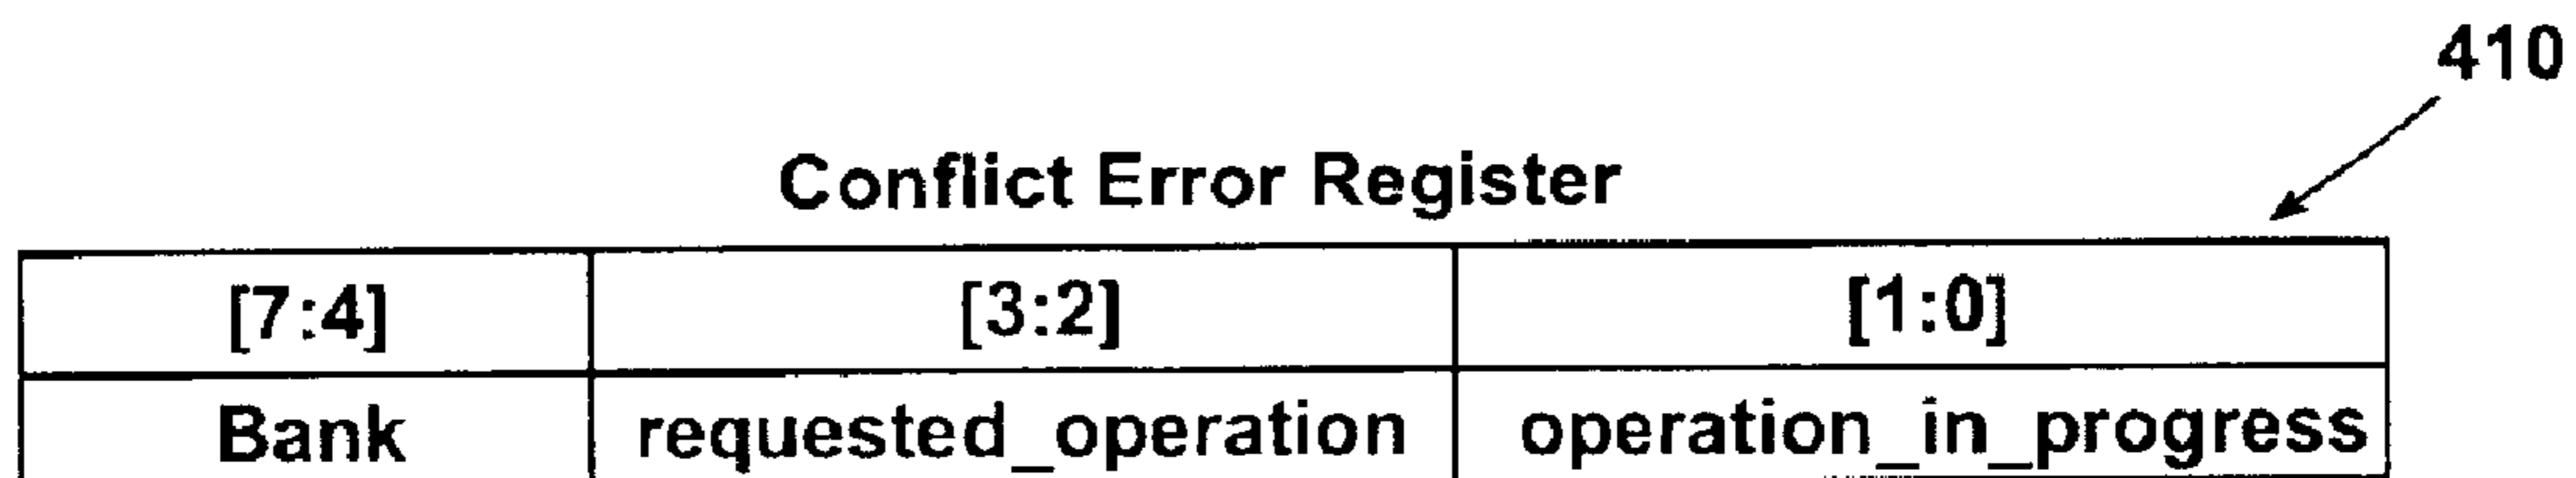 410
Conflict Error Register
[7:4] [3:2] [1:0]
Bank requested_operation operation_in_progress